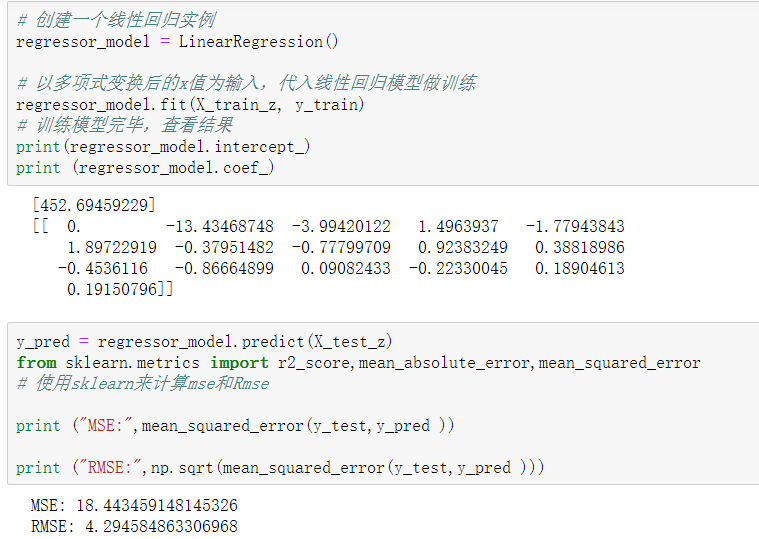 # 创建一个线性回归实例
regressor_model = LinearRegression()
# 以多项式变换后的x值为输入，代入线性回归模型做训练
regressor_model.fit(X_train_z, y_train)
# 训练模型完毕，查看结果
print(regressor_model.intercept_)
print (regressor_model.coef_)
[452.69459229]
[[  0.         -13.43468748  -3.99420122   1.4963937   -1.77943843
    1.89722919  -0.37951482  -0.77799709   0.92383249   0.38818986
   -0.4536116   -0.86664899   0.09082433  -0.22330045   0.18904613
    0.19150796]]
y_pred = regressor_model.predict(X_test_z)
from sklearn.metrics import r2_score,mean_absolute_error,mean_squared_error
# 使用sklearn来计算mse和Rmse
print ("MSE:",mean_squared_error(y_test,y_pred ))
print ("RMSE:",np.sqrt(mean_squared_error(y_test,y_pred )))
MSE: 18.443459148145326
RMSE: 4.294584863306968